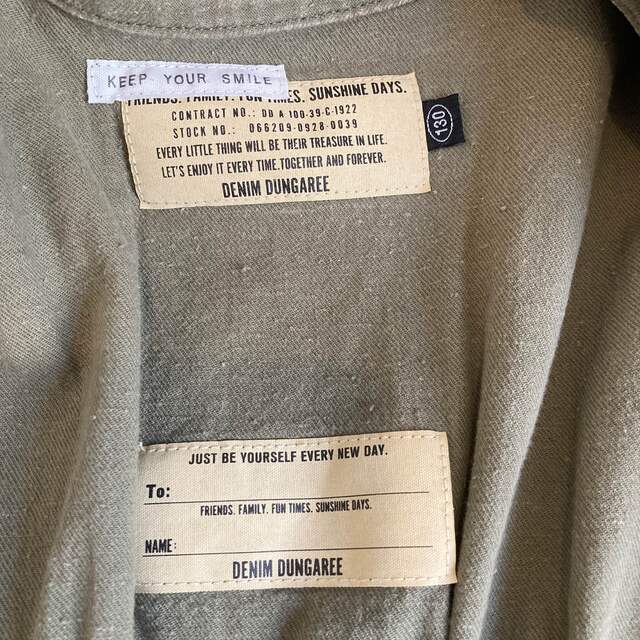 KEEP YOUR SMILE
FRIENDS. FAMILY. FUN TIMES. SUNSHINE DAYS.
CONTRACT NO.: DD A 100-39-C-1922
STOCK NO.: 066209-0928-0039
EVERY LITTLE THING WILL BE THEIR TREASURE IN LIFE.
LET'S ENJOY IT EVERY TIME.TOGETHER AND FOREVER.
DENIM DUNGAREE
130
JUST BE YOURSELF EVERY NEW DAY.
To:
FRIENDS. FAMILY. FUN TIMES. SUNSHINE DAYS.
NAME:
DENIM DUNGAREE